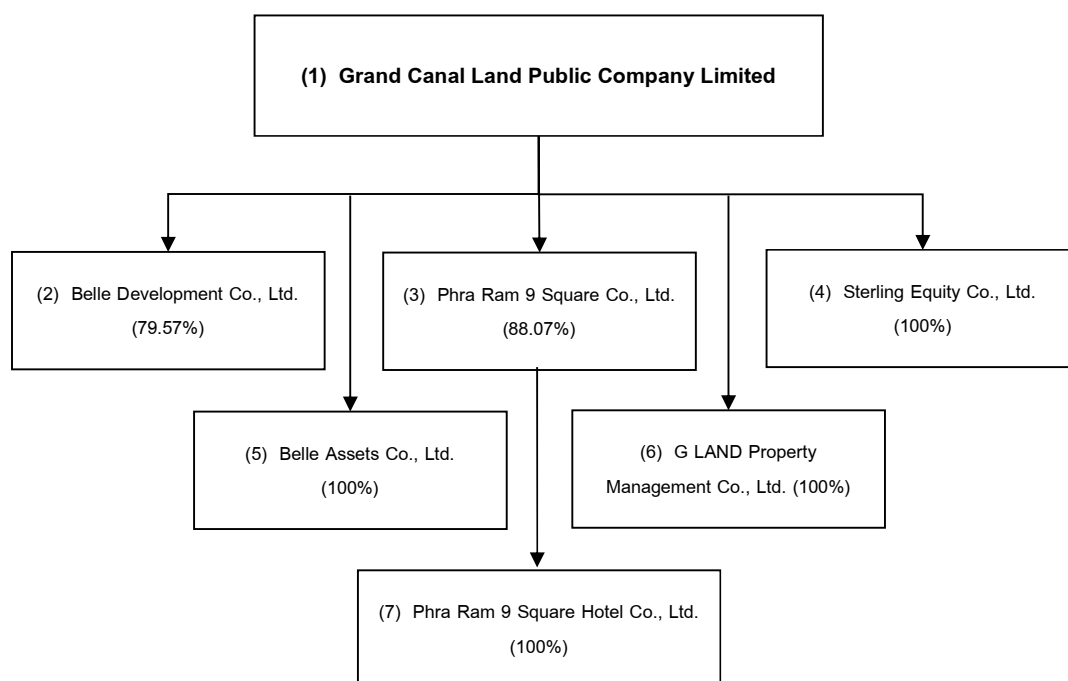 (1) Grand Canal Land Public Company Limited
(2) Belle Development Co., Ltd.
(79.57%)
(3) Phra Ram 9 Square Co., Ltd.
(88.07%)
(4) Sterling Equity Co., Ltd.
(100%)
(5) Belle Assets Co., Ltd.
(100%)
(6) G LAND Property
Management Co., Ltd. (100%)
(7) Phra Ram 9 Square Hotel Co., Ltd.
(100%)